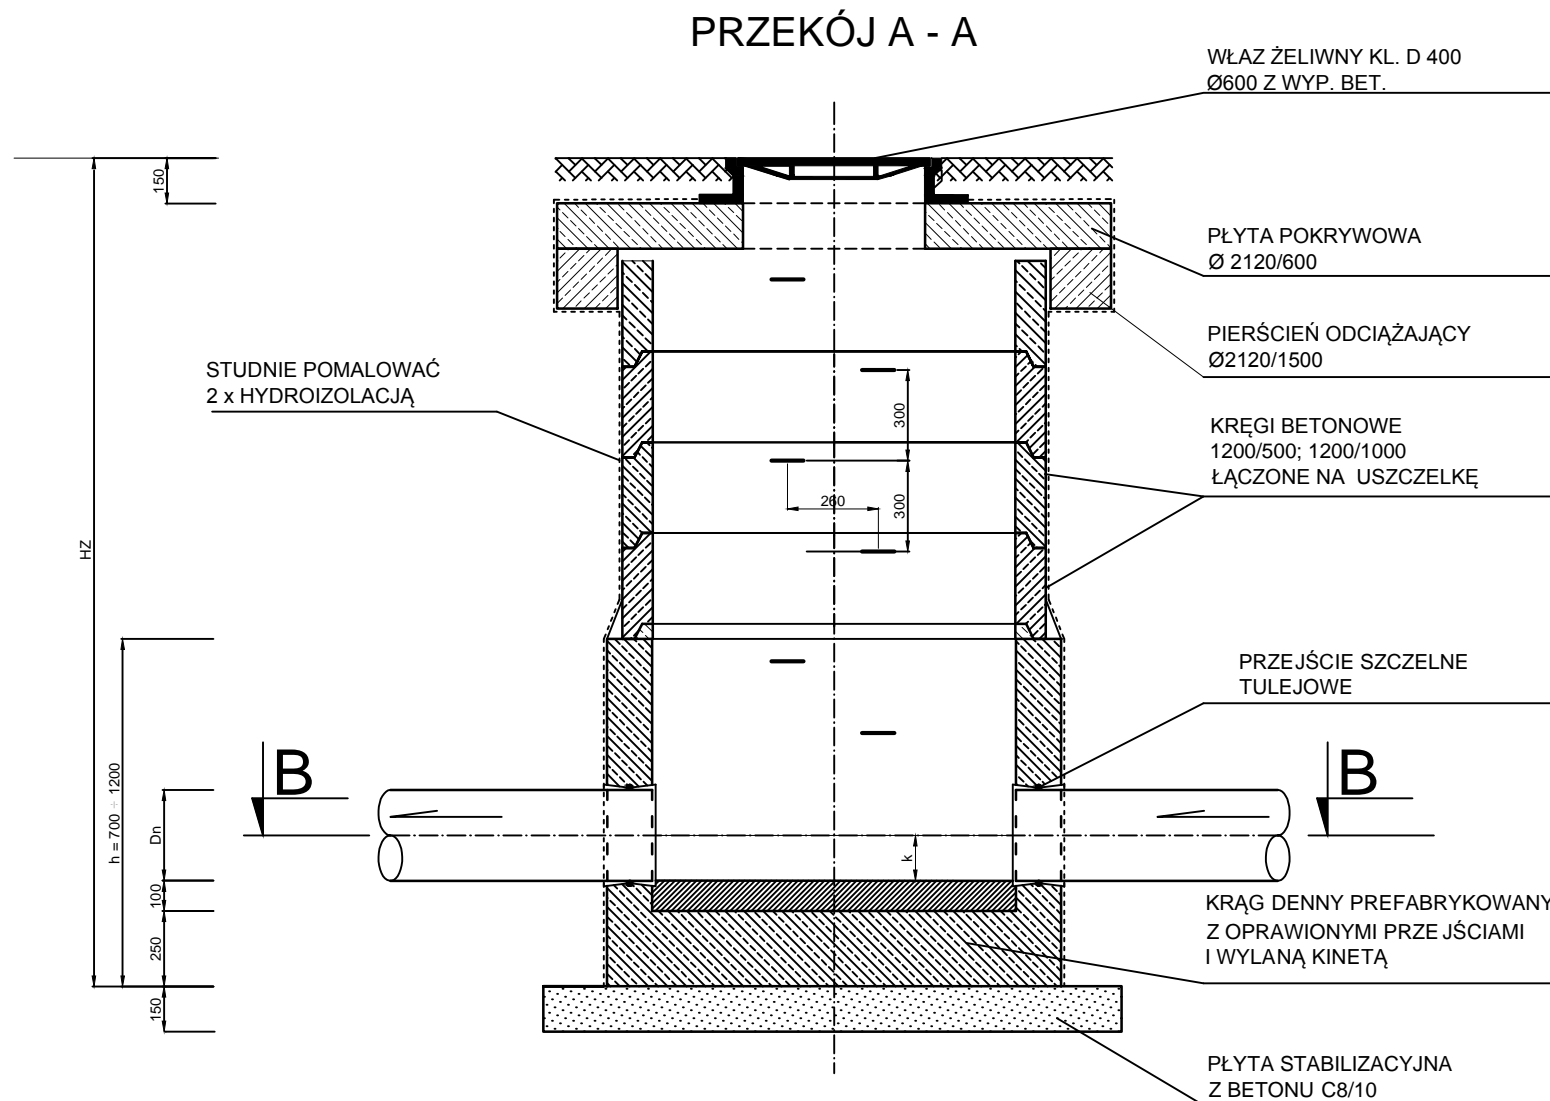 PRZEKÓJ A - A
WŁAZ ŻELIWNY KL. D 400
Ø600 Z WYP. BET.
150
PŁYTA POKRYWOWA
Ø 2120/600
PIERŚCIEŃ ODCIĄŻAJĄCY
Ø2120/1500
STUDNIE POMALOWAĆ
2 x HYDROIZOLACJĄ
300
KRĘGI BETONOWE
1200/500; 1200/1000
ŁĄCZONE NA USZCZELKĘ
260
300
HZ
PRZEJŚCIE SZCZELNE
TULEJOWE
B
B
h = 700 ÷ 1200
Dn
k
100
KRĄG DENNY PREFABRYKOWANY
Z OPRAWIONYMI PRZEJŚCIAMI
I WYLANĄ KINETĄ
250
150
PŁYTA STABILIZACYJNA
Z BETONU C8/10